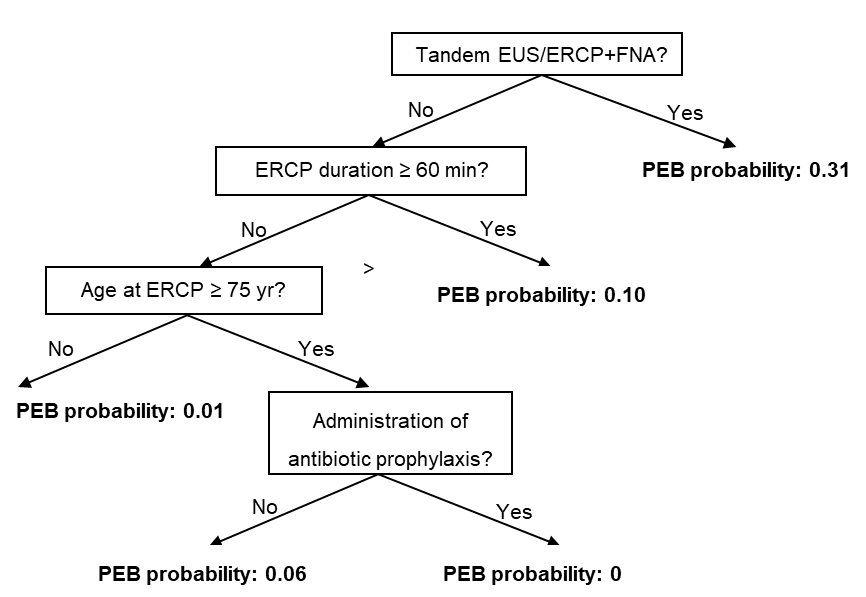 Tandem EUS/ERCP+FNA?
No
Yes
ERCP duration ≥ 60 min?
PEB probability: 0.31
No
Yes
>
Age at ERCP ≥ 75 yr?
PEB probability: 0.10
No
Yes
PEB probability: 0.01
Administration of
antibiotic prophylaxis?
No
Yes
PEB probability: 0.06
PEB probability: 0